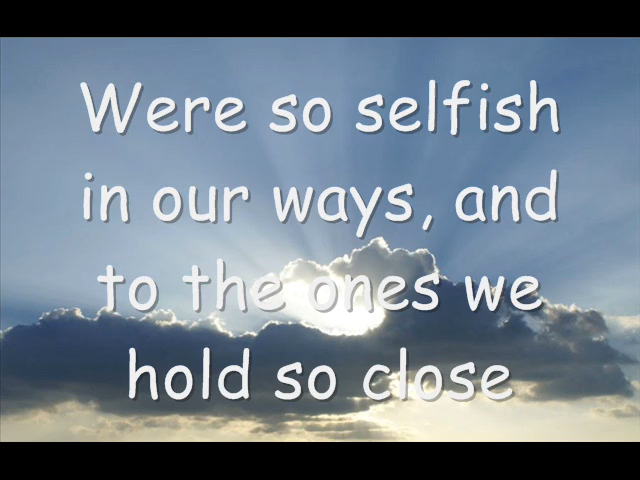 Were so selfish
in our ways, and
to the ones we
hold so close